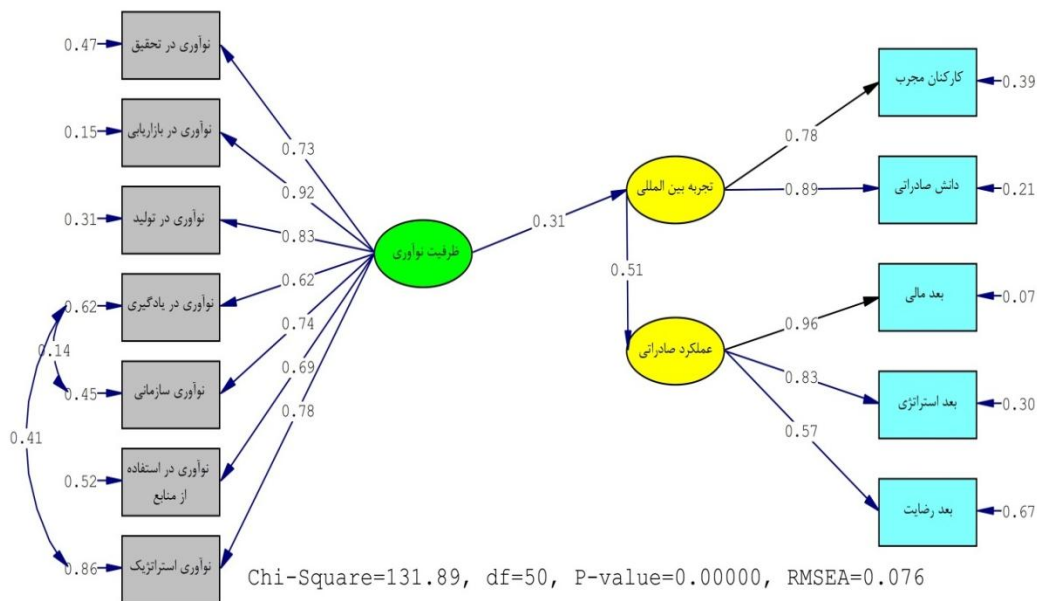 0.47
نوآوری در تحقیق
0.15
نوآوری در بازاریابی
0.31
نوآوری در تولید
0.62
نوآوری در یادگیری
0.14
0.45
نوآوری سازمانی
0.41
0.52
نوآوری در استفاده
از منابع
0.86
نوآوری استراتژیک
0.73
0.92
0.83
0.62
0.74
0.69
0.78
ظرفیت نوآوری
0.31
تجربه بین المللی
0.51
عملکرد صادراتی
0.78
0.89
0.96
0.83
0.57
کارکنان مجرب
0.39
دانش صادراتی
0.21
بعد مالی
0.07
بعد استراتژی
0.30
بعد رضایت
0.67
Chi-Square=131.89, df=50, P-value=0.00000, RMSEA=0.076